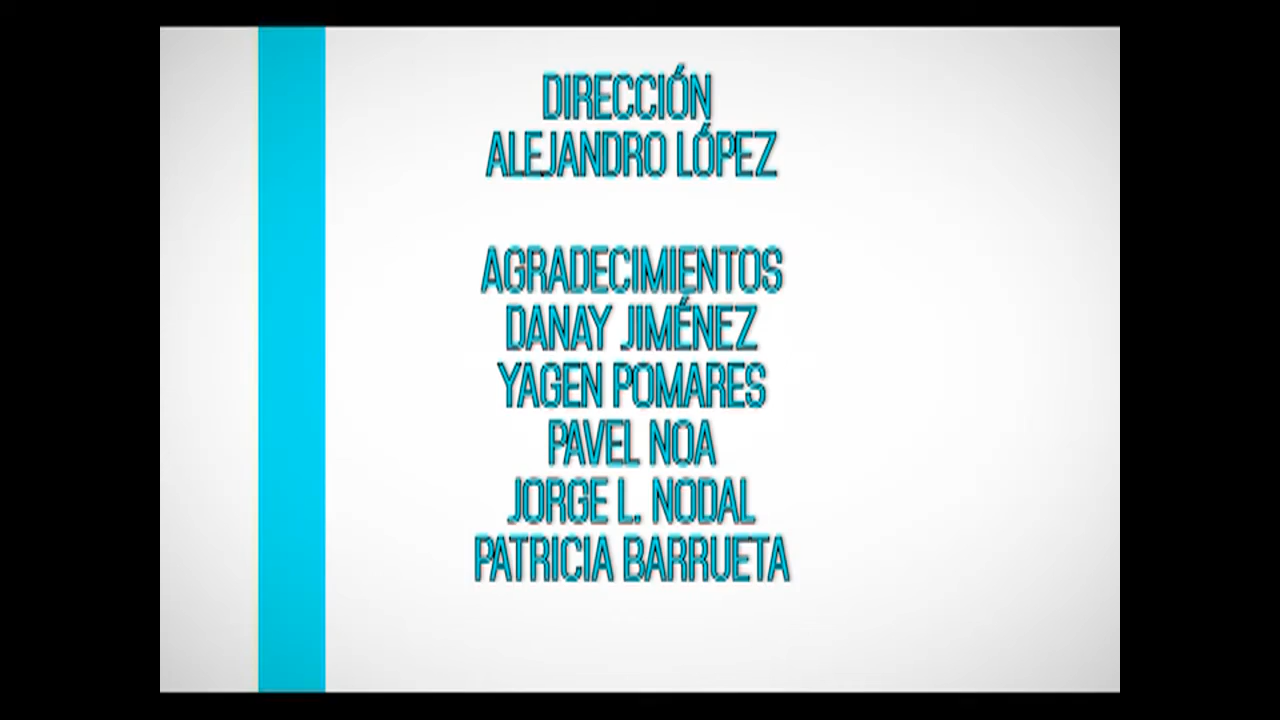 DIRECCIÓN
ALEJANDRO LÓPEZ
AGRADECIMIENTOS
DANAY JIMÉNEZ
YAGEN POMARES
PAVEL NOA
JORGE L. NODAL
PATRICIA BARRUETA